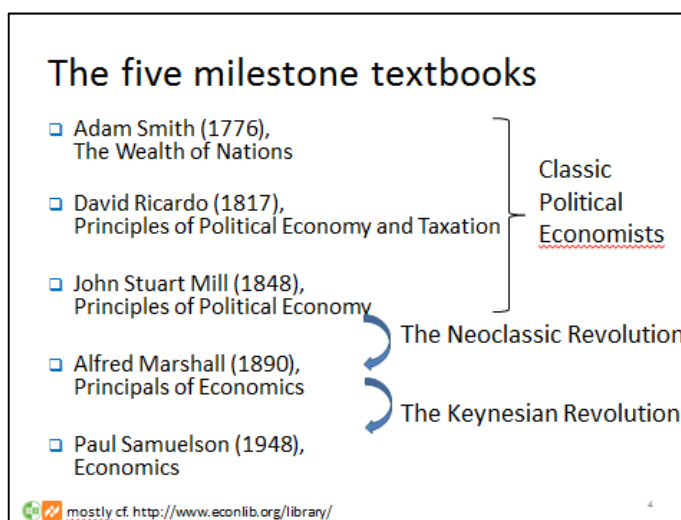 The five milestone textbooks
Adam Smith (1776),
The Wealth of Nations
David Ricardo (1817),
Principles of Political Economy and Taxation
John Stuart Mill (1848),
Principles of Political Economy
Alfred Marshall (1890),
Principals of Economics
Paul Samuelson (1948),
Economics
Classic
Political
Economists
The Neoclassic Revolution
The Keynesian Revolution
mostly cf. http://www.econlib.org/library/
4